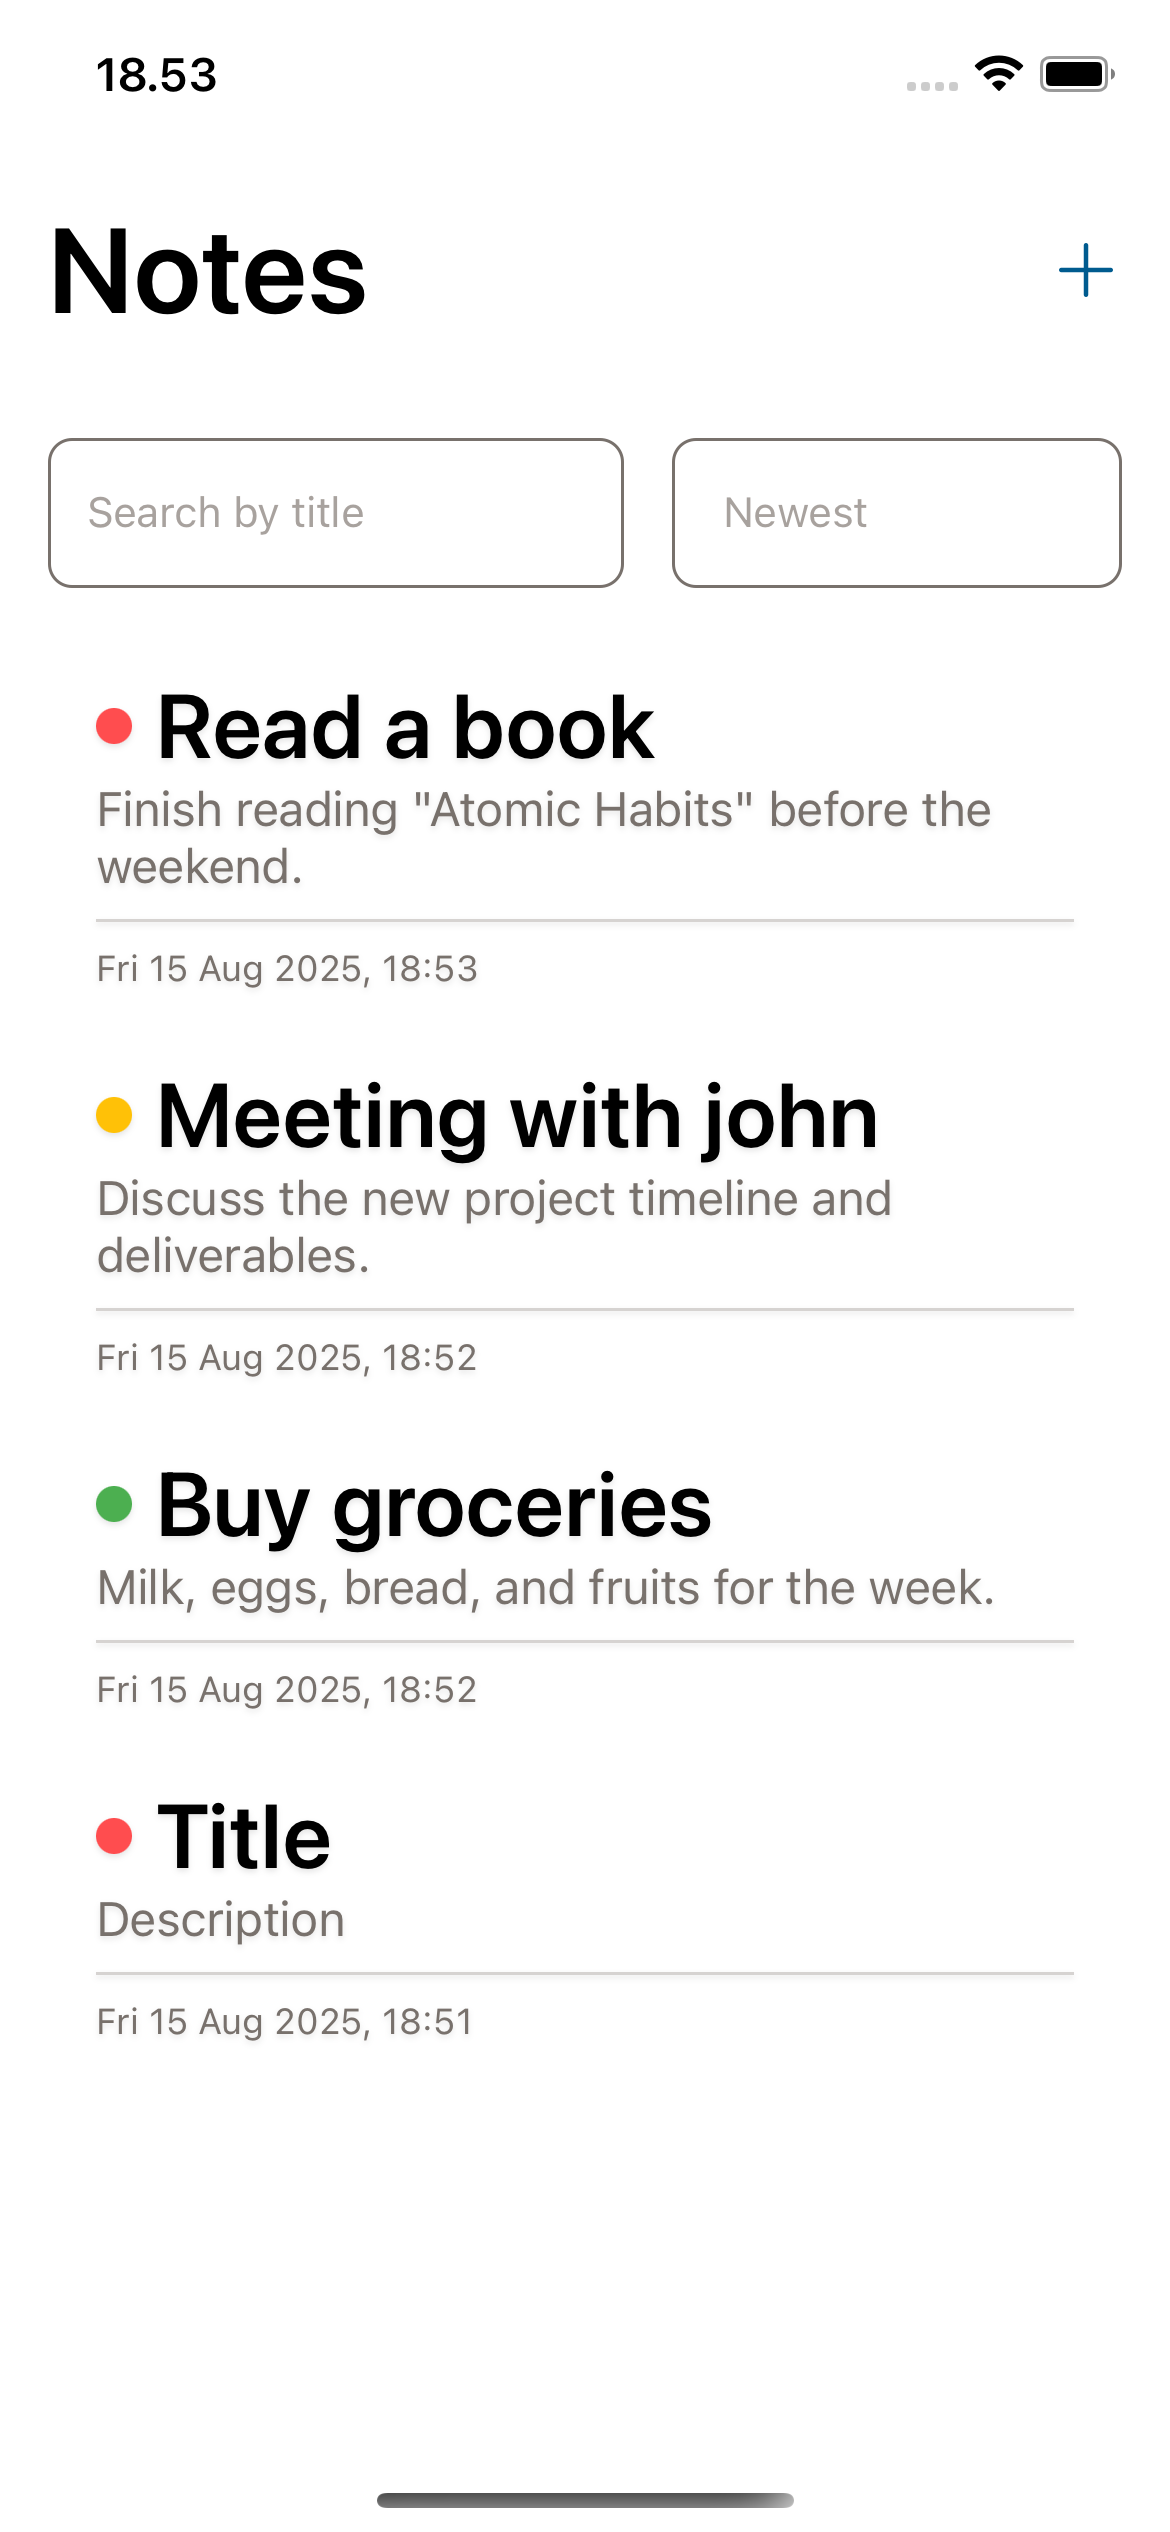 18.53
Notes
Search by title
Newest
Read a book
Finish reading "Atomic Habits" before the
weekend.
Fri 15 Aug 2025, 18:53
Meeting with john
Discuss the new project timeline and
deliverables.
Fri 15 Aug 2025, 18:52
Buy groceries
Milk, eggs, bread, and fruits for the week.
Fri 15 Aug 2025, 18:52
Title
Description
Fri 15 Aug 2025, 18:51